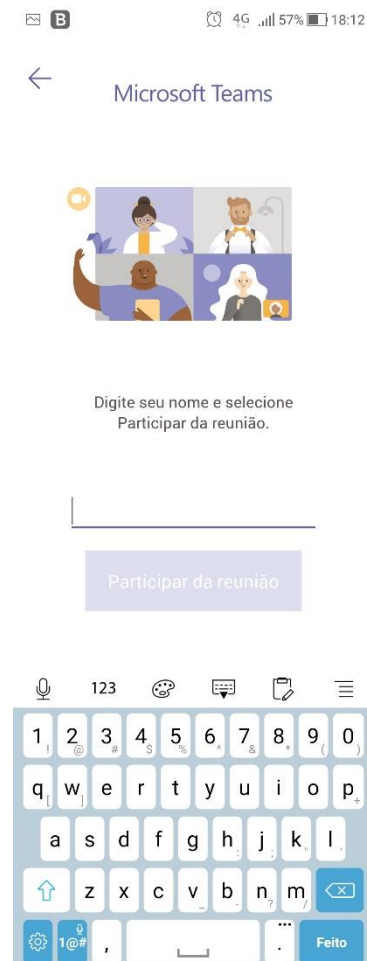 B 4G 57% 18:12
Microsoft Teams
Digite seu nome e selecione
Participar da reunião.
Participar da reunião
123
1 ! 2 @ 3 # 4 $ 5 % 6 ^ 7 & 8 * 9 ( 0 )
q [ w ] e r t y u i o p +
a s d f g h : j ; k " l '
z x c v _ b - n ? m /
1@# , . Feito